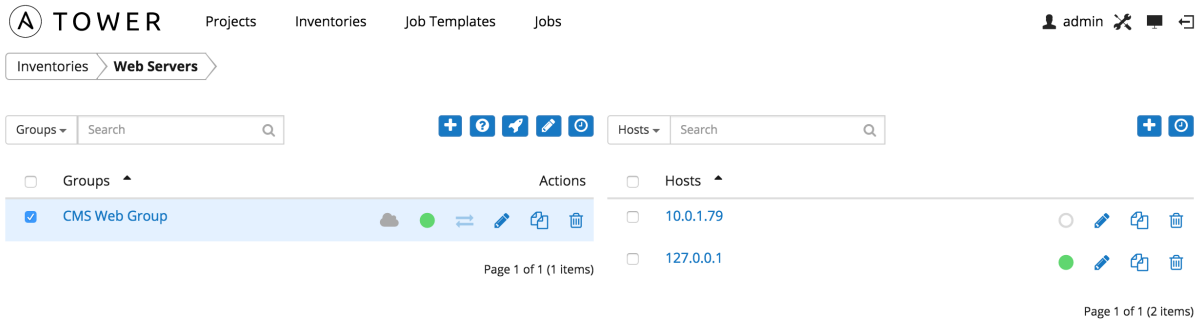 TOWER Projects Inventories Job Templates Jobs admin
Inventories Web Servers
Groups Search
Hosts Search
Groups Actions
CMS Web Group
Page 1 of 1 (1 items)
Hosts
10.0.1.79
127.0.0.1
Page 1 of 1 (2 items)